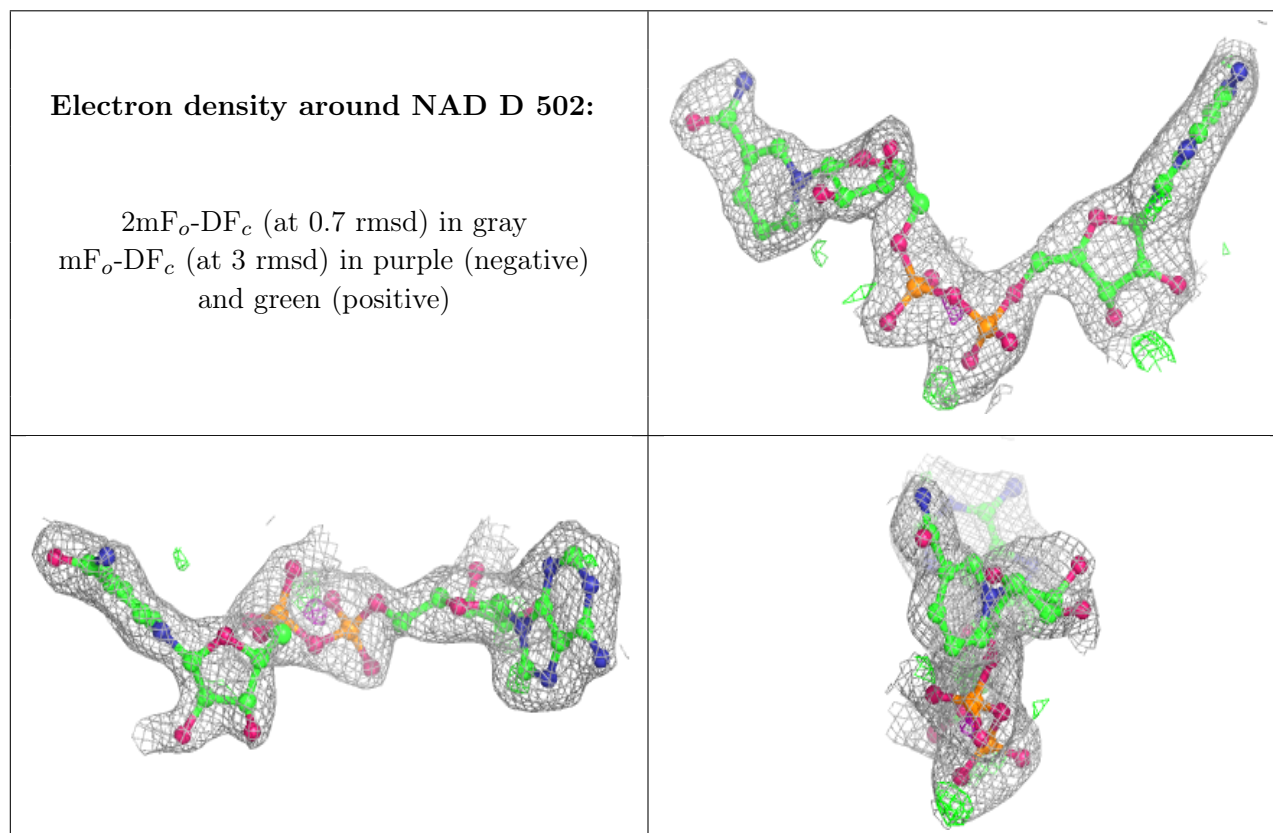 Electron density around NAD D 502:
2mFo-DFc (at 0.7 rmsd) in gray
mFo-DFc (at 3 rmsd) in purple (negative)
and green (positive)